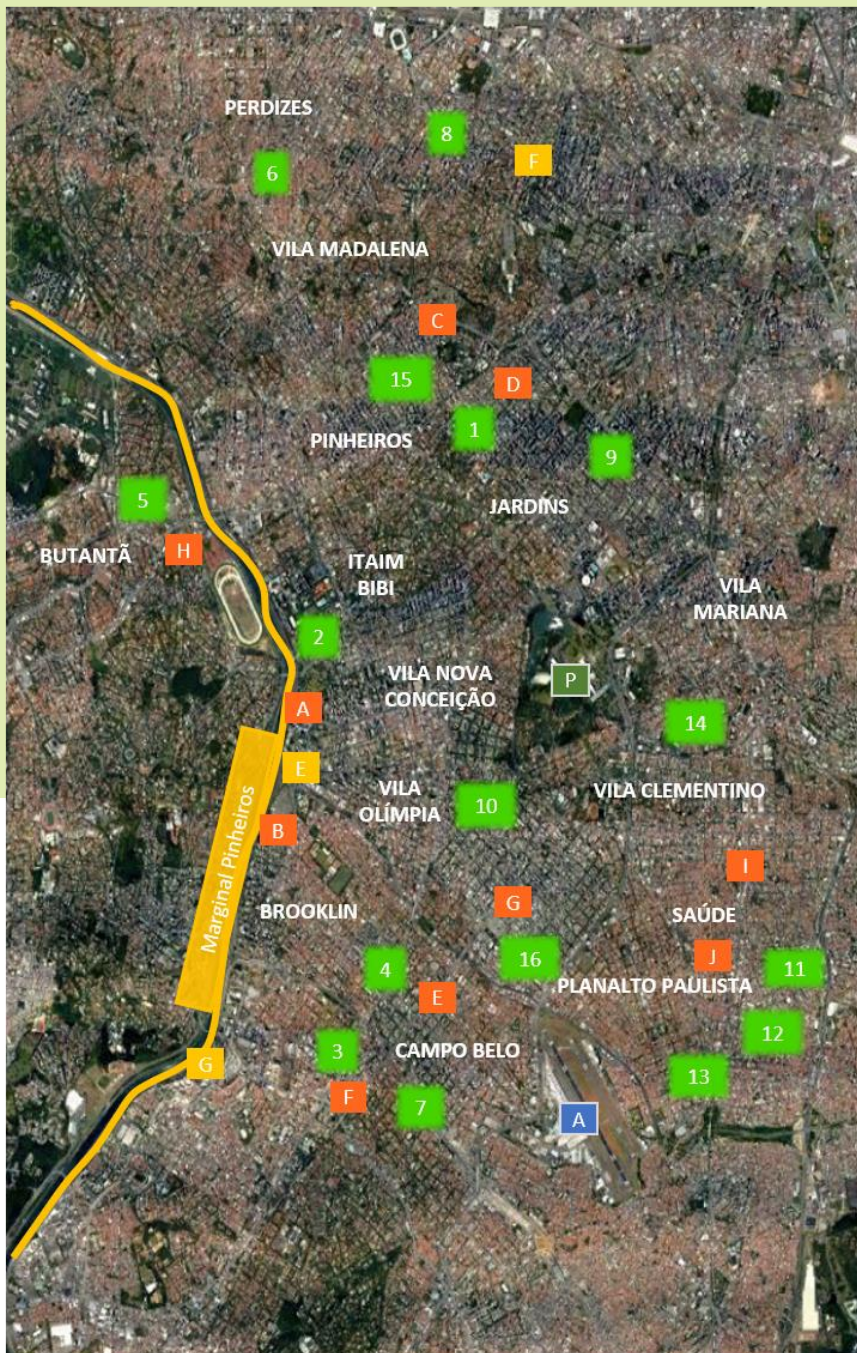 PERDIZES
8
F
6
VILA MADALENA
C
15
D
1
PINHEIROS
9
5
JARDINS
BUTANTÃ
H
ITAIM
BIBI
VILA
MARIANA
2
VILA NOVA
CONCEIÇÃO
P
A
14
E
Marginal Pinheiros
VILA
OLÍMPIA
10
VILA CLEMENTINO
B
I
G
BROOKLIN
SAÚDE
4
16
J
11
PLANALTO PAULISTA
E
12
3
CAMPO BELO
G
13
F
7
A